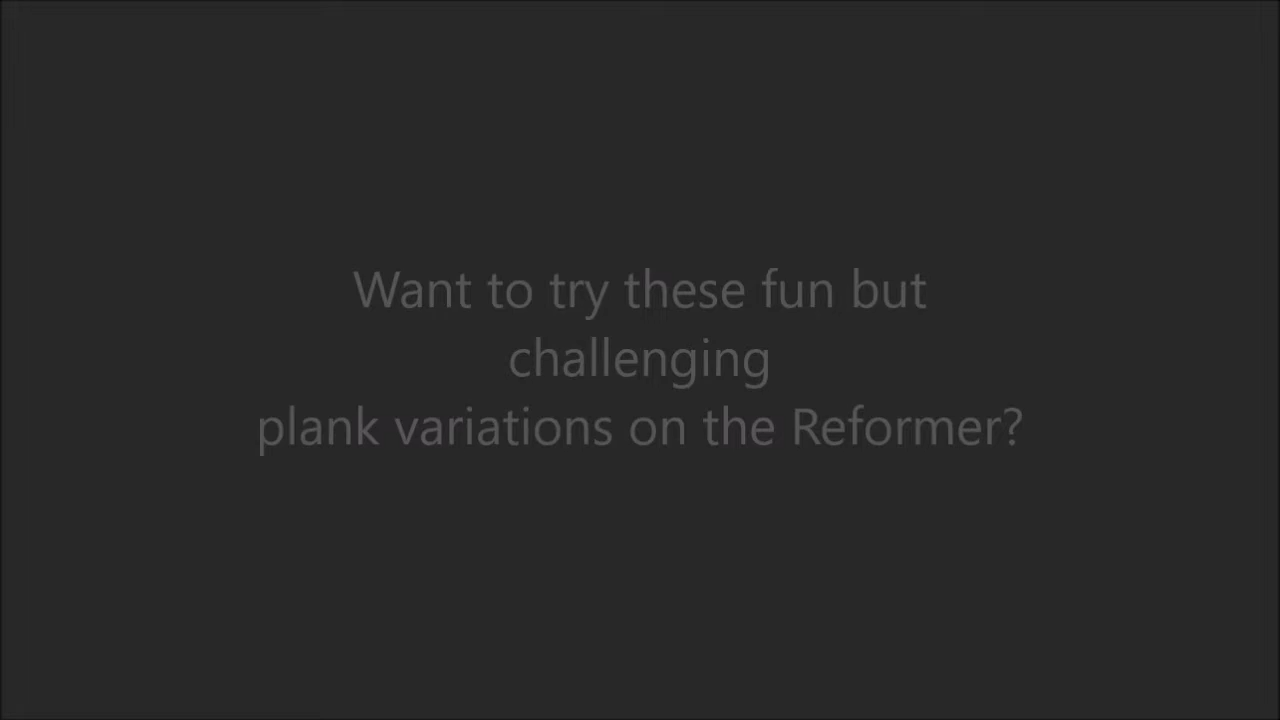 Want to try these fun but
challenging
plank variations on the Reformer?